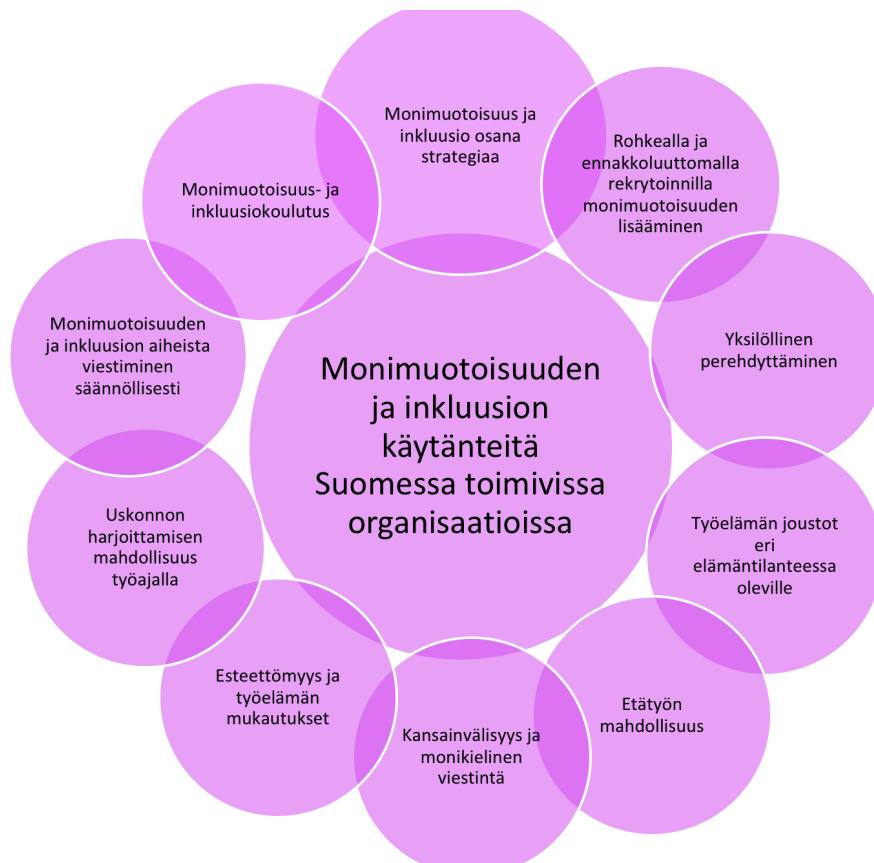 Monimuotoisuus ja
inkluusio osana
strategiaa
Rohkealla ja
ennakkoluuttomalla
rekrytoinnilla
monimuotoisuuden
lisääminen
Yksilöllinen
perehdyttäminen
Työelämän joustot
eri
elämäntilanteessa
oleville
Etätyön
mahdollisuus
Kansainvälisyys ja
monikielinen
viestintä
Esteettömyys ja
työelämän
mukautukset
Uskonnon
harjoittamisen
mahdollisuus
työajalla
Monimuotoisuuden
ja inkluusion aiheista
viestiminen
säännöllisesti
Monimuotoisuus- ja
inkluusiokoulutus
Monimuotoisuuden
ja inkluusion
käytänteitä
Suomessa toimivissa
organisaatioissa